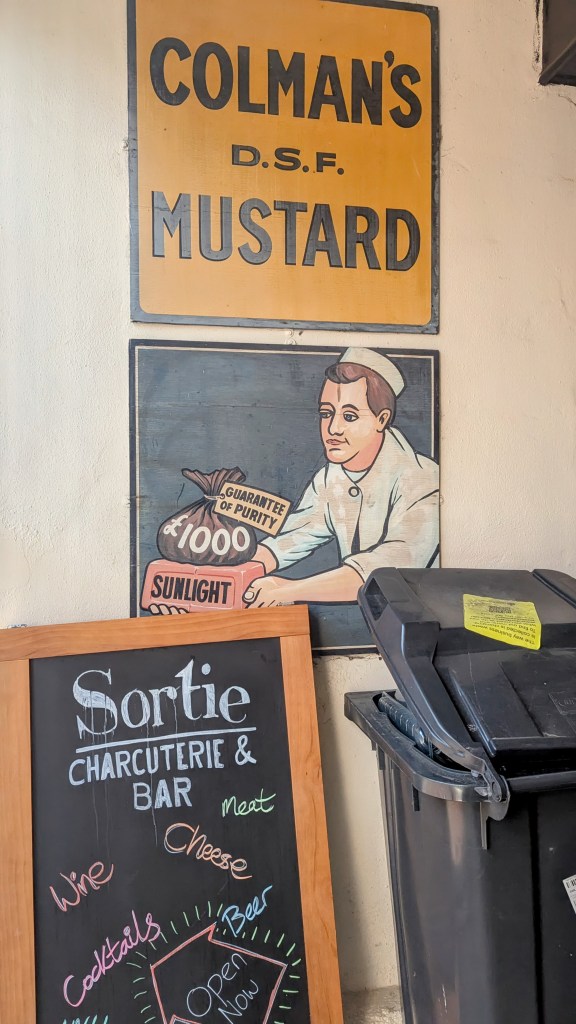 COLMAN'S
D.S.F.
MUSTARD
GUARANTEE
OF PURITY
£1000
SUNLIGHT
Sortie
CHARCUTERIE &
BAR
Meat
Cheese
Wine
Beer
Cocktails
Open
Now